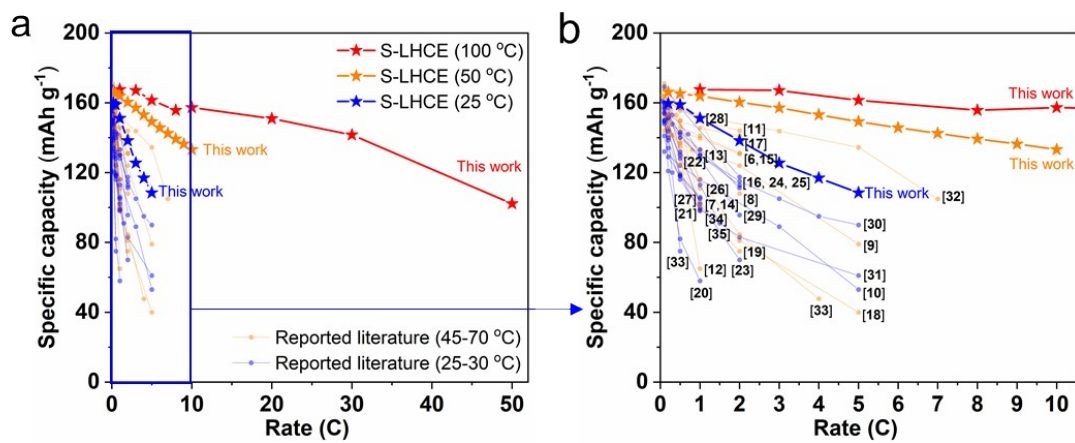 a
Specific capacity (mAh g⁻¹)
200
160
120
80
40
0
S-LHCE (100 °C)
S-LHCE (50 °C)
S-LHCE (25 °C)
This work
This work
This work
Reported literature (45-70 °C)
Reported literature (25-30 °C)
0 10 20 30 40 50
Rate (C)
b
Specific capacity (mAh g⁻¹)
200
160
120
80
40
0
This work
[28]
[11]
[17]
[6,15]
[13]
[22]
This work
[16, 24, 25]
[26]
This work
[32]
[27]
[7,14]
[8]
[21]
[29]
[34]
[30]
[35]
[9]
[19]
[12]
[23]
[33]
[31]
[20]
[10]
[33]
[18]
0 1 2 3 4 5 6 7 8 9 10
Rate (C)